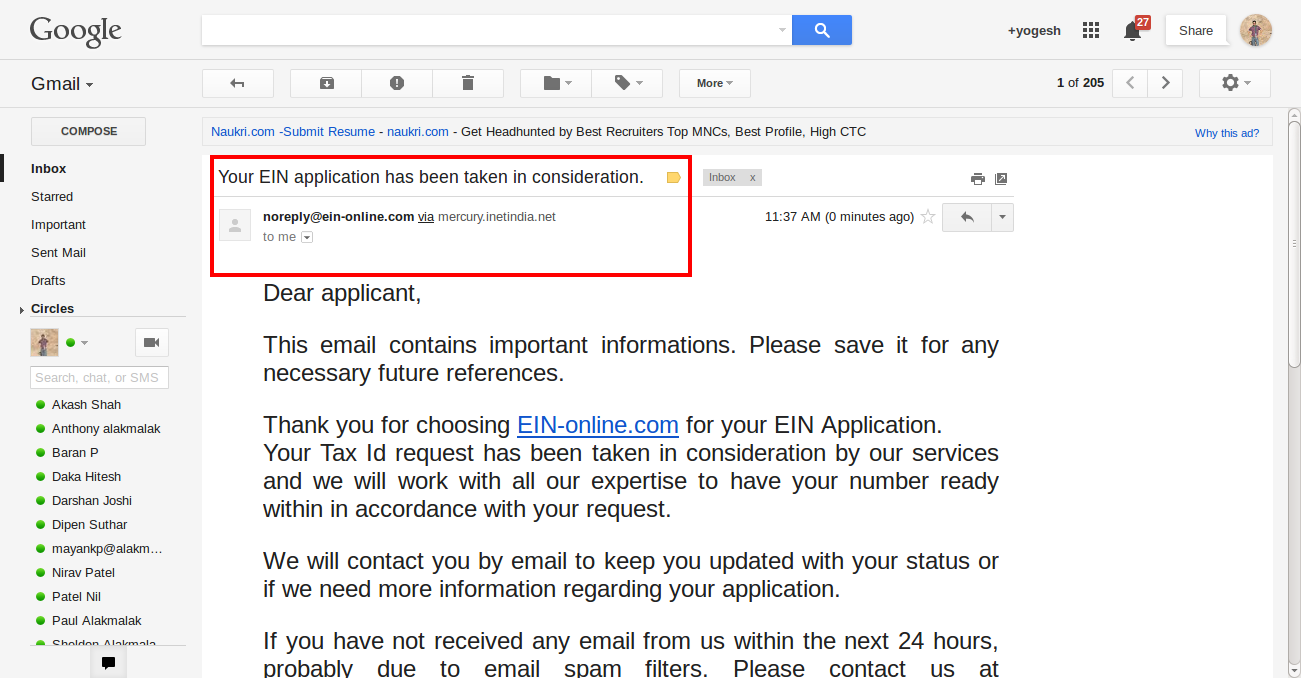 Google
+yogesh
27
Share
Gmail
More
1 of 205
COMPOSE
Naukri.com -Submit Resume - naukri.com - Get Headhunted by Best Recruiters Top MNCs, Best Profile, High CTC
Why this ad?
Inbox
Starred
Important
Sent Mail
Drafts
Circles
Search, chat, or SMS
Akash Shah
Anthony alakmalak
Baran P
Daka Hitesh
Darshan Joshi
Dipen Suthar
mayankp@alakm…
Nirav Patel
Patel Nil
Paul Alakmalak
Sheldon Alakmala
Your EIN application has been taken in consideration.
Inbox x
noreply@ein-online.com via mercury.inetindia.net
11:37 AM (0 minutes ago)
to me
Dear applicant,
This email contains important informations. Please save it for any
necessary future references.
Thank you for choosing EIN-online.com for your EIN Application.
Your Tax Id request has been taken in consideration by our services
and we will work with all our expertise to have your number ready
within in accordance with your request.
We will contact you by email to keep you updated with your status or
if we need more information regarding your application.
If you have not received any email from us within the next 24 hours,
probably due to email spam filters. Please contact us at